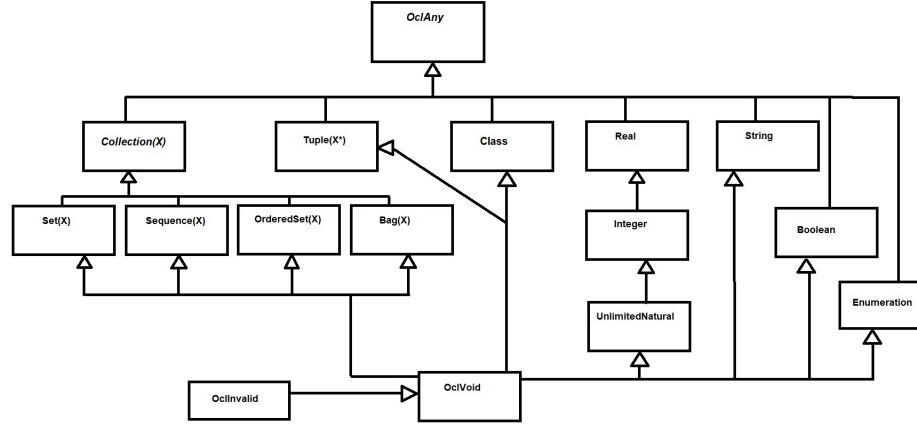 OclAny
Collection(X)
Tuple(X*)
Class
Real
String
Set(X)
Sequence(X)
OrderedSet(X)
Bag(X)
Integer
Boolean
UnlimitedNatural
Enumeration
OclInvalid
OclVoid